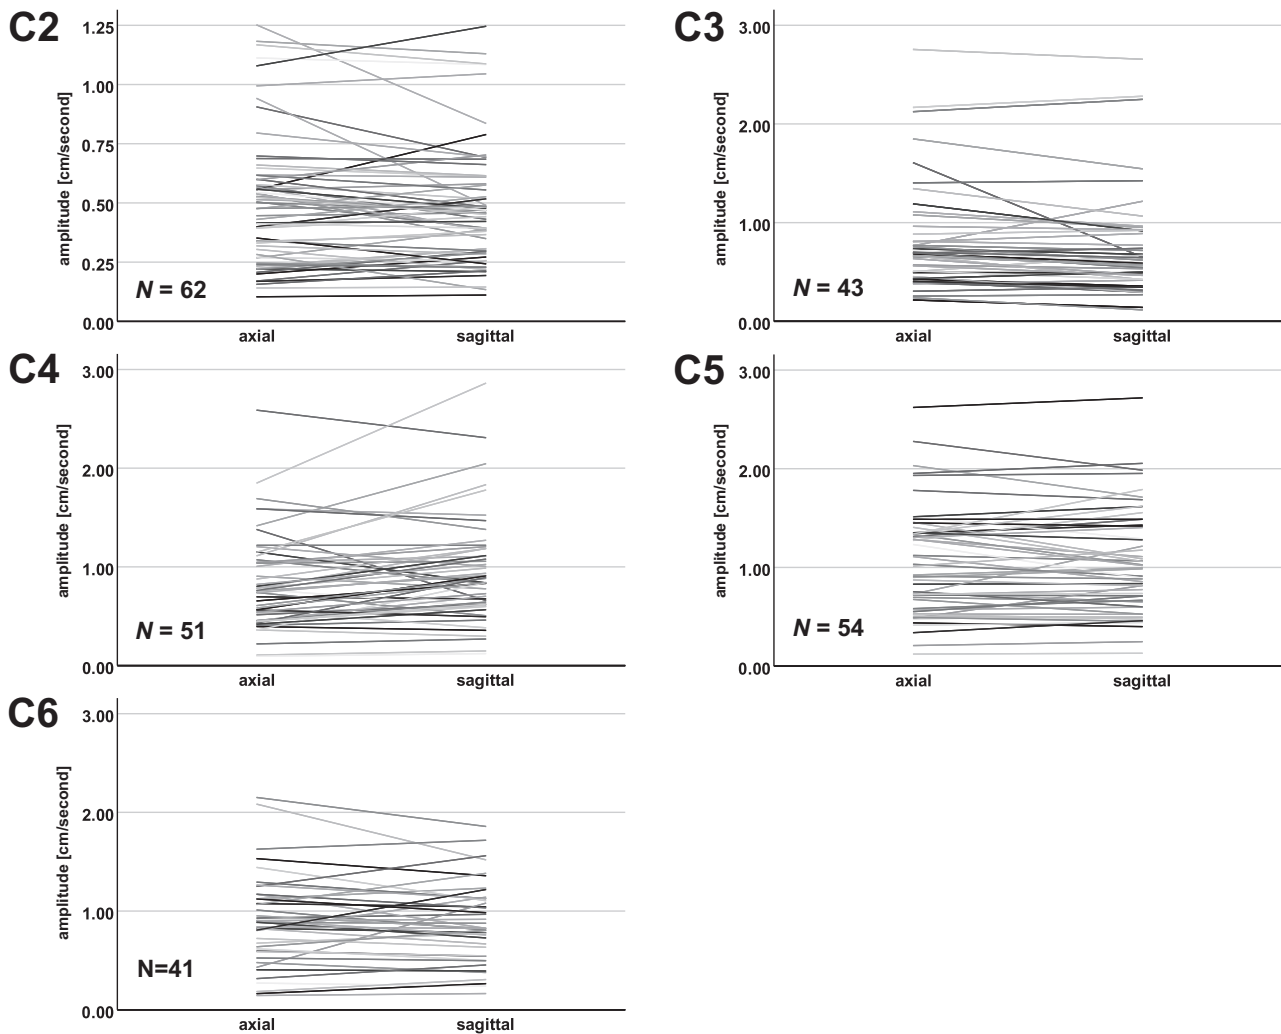 C2
amplitude [cm/second]
1.25
1.00
0.75
0.50
0.25
0.00
N = 62
axial
sagittal
C3
amplitude [cm/second]
3.00
2.00
1.00
0.00
N = 43
axial
sagittal
C4
amplitude [cm/second]
3.00
2.00
1.00
0.00
N = 51
axial
sagittal
C5
amplitude [cm/second]
3.00
2.00
1.00
0.00
N = 54
axial
sagittal
C6
amplitude [cm/second]
3.00
2.00
1.00
0.00
N=41
axial
sagittal